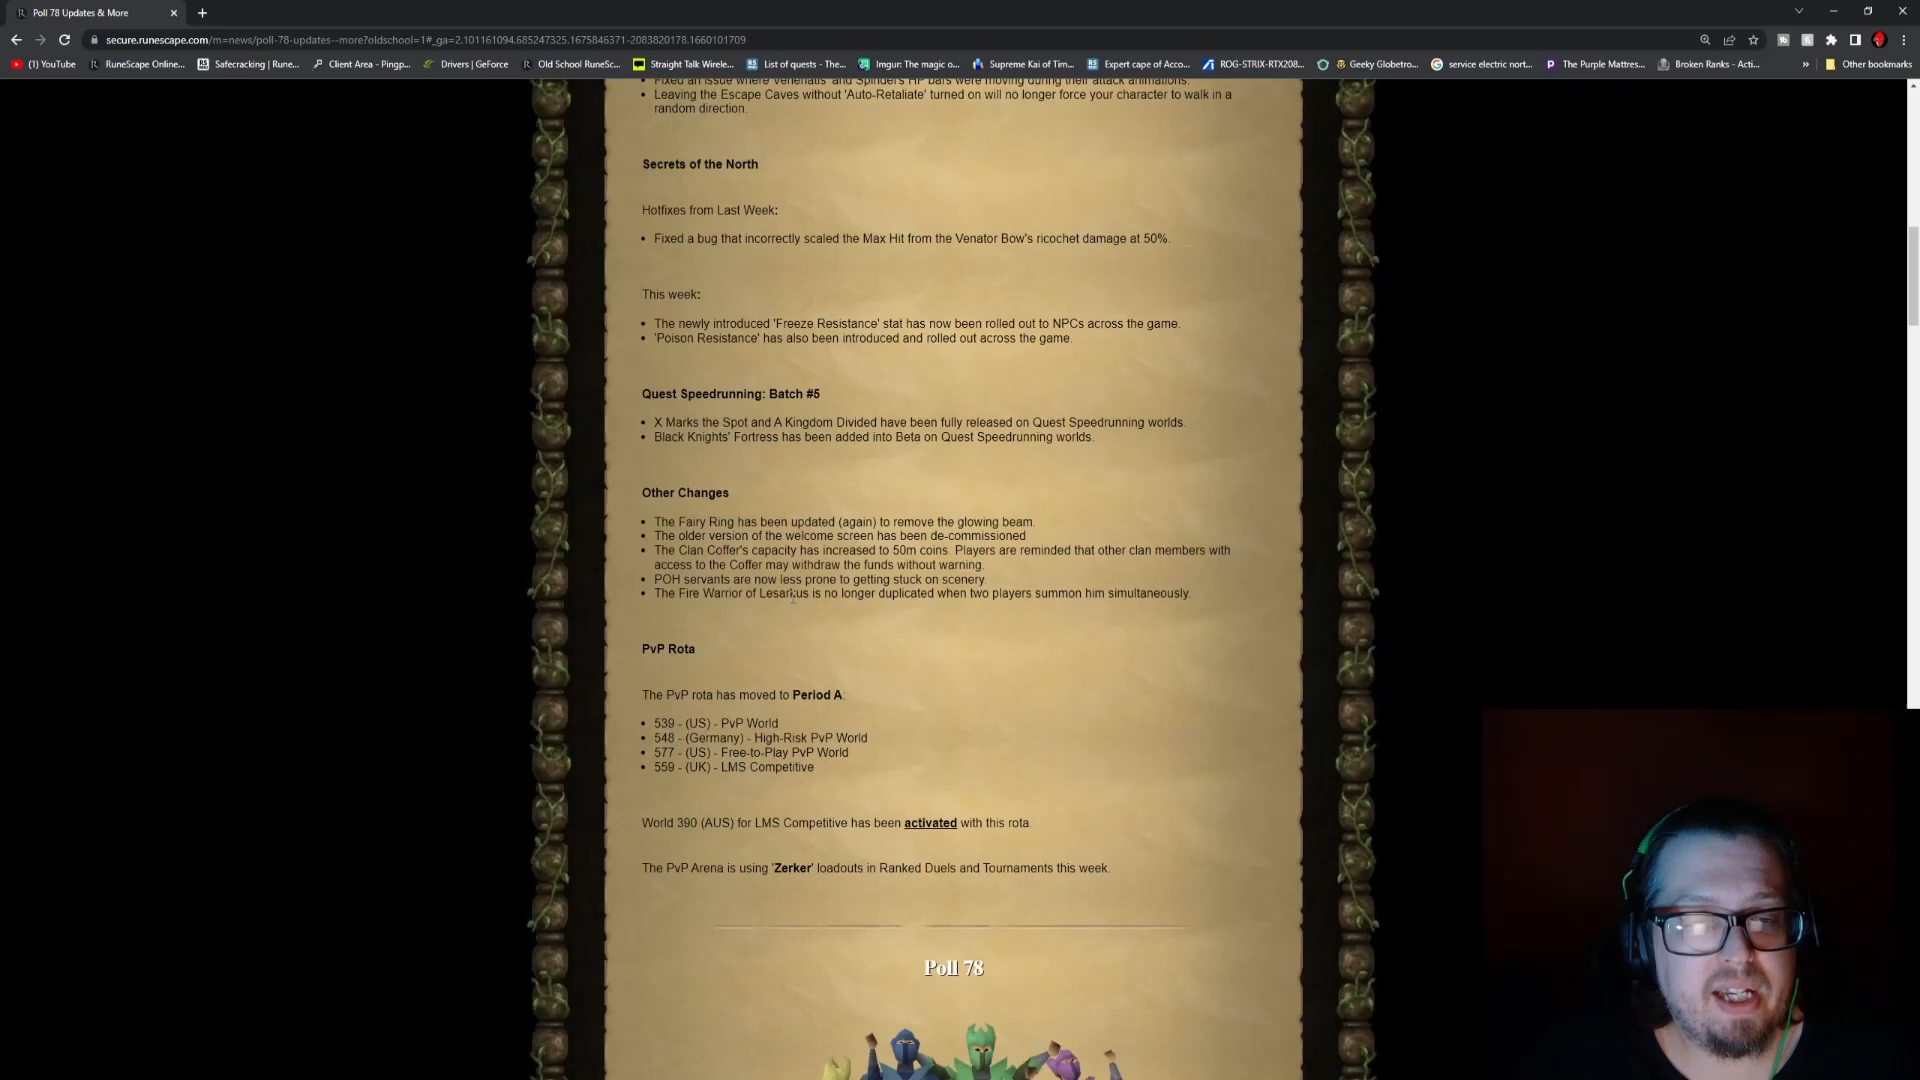 Poll 78 Updates & More
secure.runescape.com/m=news/poll-78-updates--more?oldschool=1#_ga=2.101161094.685247325.1675846371-2083820178.1660101709
(1) YouTube
RuneScape Online...
Safecracking | Rune...
Client Area - Pingp...
Drivers | GeForce
Old School RuneSc...
Straight Talk Wirele...
List of quests - The...
Imgur: The magic o...
Supreme Kai of Tim...
Expert cape of Acco...
ROG-STRIX-RTX208...
Geeky Globetro...
service electric nort...
The Purple Mattres...
Broken Ranks - Acti...
»
Other bookmarks
Fixed an issue where Venenatis' and Spindel's HP bars were moving during their attack animations.
• Leaving the Escape Caves without 'Auto-Retaliate' turned on will no longer force your character to walk in a
random direction.
Secrets of the North
Hotfixes from Last Week:
• Fixed a bug that incorrectly scaled the Max Hit from the Venator Bow's ricochet damage at 50%.
This week:
• The newly introduced 'Freeze Resistance' stat has now been rolled out to NPCs across the game.
• 'Poison Resistance' has also been introduced and rolled out across the game.
Quest Speedrunning: Batch #5
• X Marks the Spot and A Kingdom Divided have been fully released on Quest Speedrunning worlds.
• Black Knights' Fortress has been added into Beta on Quest Speedrunning worlds.
Other Changes
• The Fairy Ring has been updated (again) to remove the glowing beam.
• The older version of the welcome screen has been de-commissioned
• The Clan Coffer's capacity has increased to 50m coins. Players are reminded that other clan members with
access to the Coffer may withdraw the funds without warning.
• POH servants are now less prone to getting stuck on scenery.
• The Fire Warrior of Lesarkus is no longer duplicated when two players summon him simultaneously.
PvP Rota
The PvP rota has moved to Period A:
• 539 - (US) - PvP World
• 548 - (Germany) - High-Risk PvP World
• 577 - (US) - Free-to-Play PvP World
• 559 - (UK) - LMS Competitive
World 390 (AUS) for LMS Competitive has been activated with this rota.
The PvP Arena is using 'Zerker' loadouts in Ranked Duels and Tournaments this week.
Poll 78